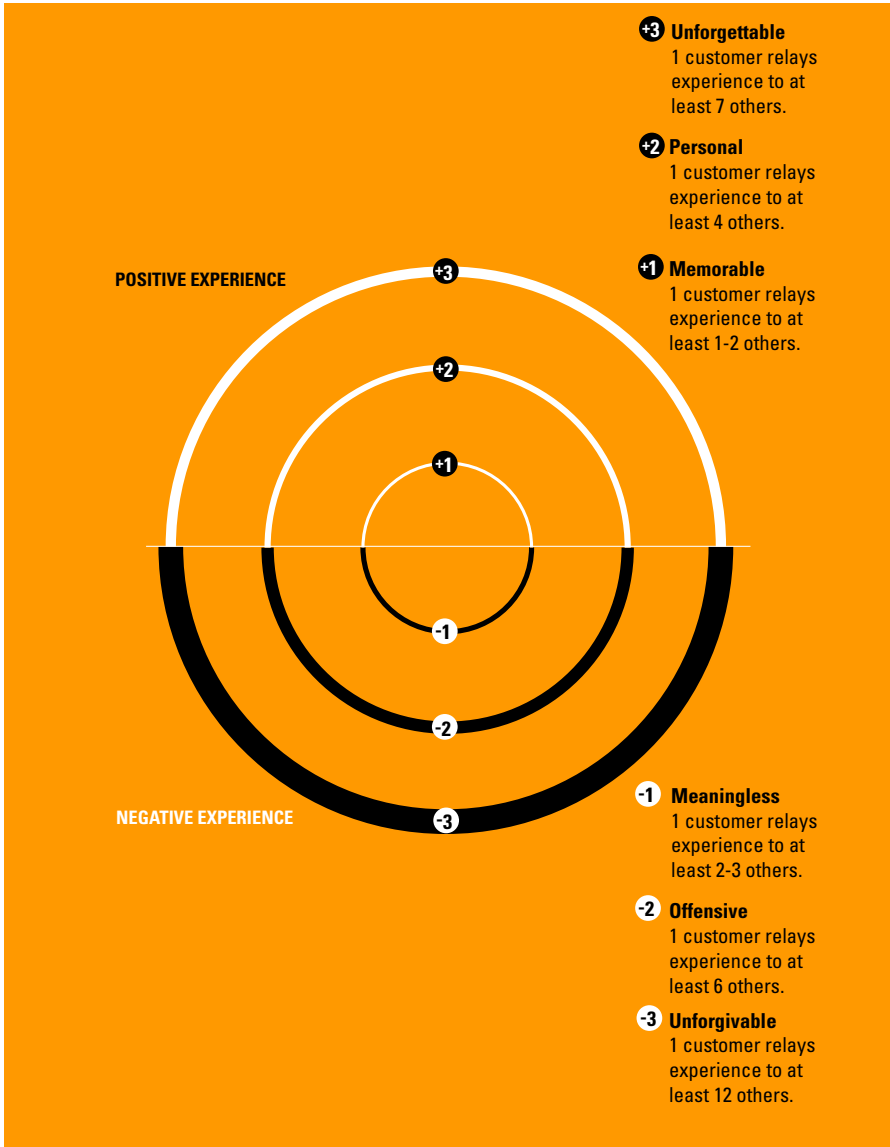 +3 Unforgettable
1 customer relays
experience to at
least 7 others.
+2 Personal
1 customer relays
experience to at
least 4 others.
+1 Memorable
1 customer relays
experience to at
least 1-2 others.
POSITIVE EXPERIENCE
+3
+2
+1
-1
-2
-3
NEGATIVE EXPERIENCE
-1 Meaningless
1 customer relays
experience to at
least 2-3 others.
-2 Offensive
1 customer relays
experience to at
least 6 others.
-3 Unforgivable
1 customer relays
experience to at
least 12 others.